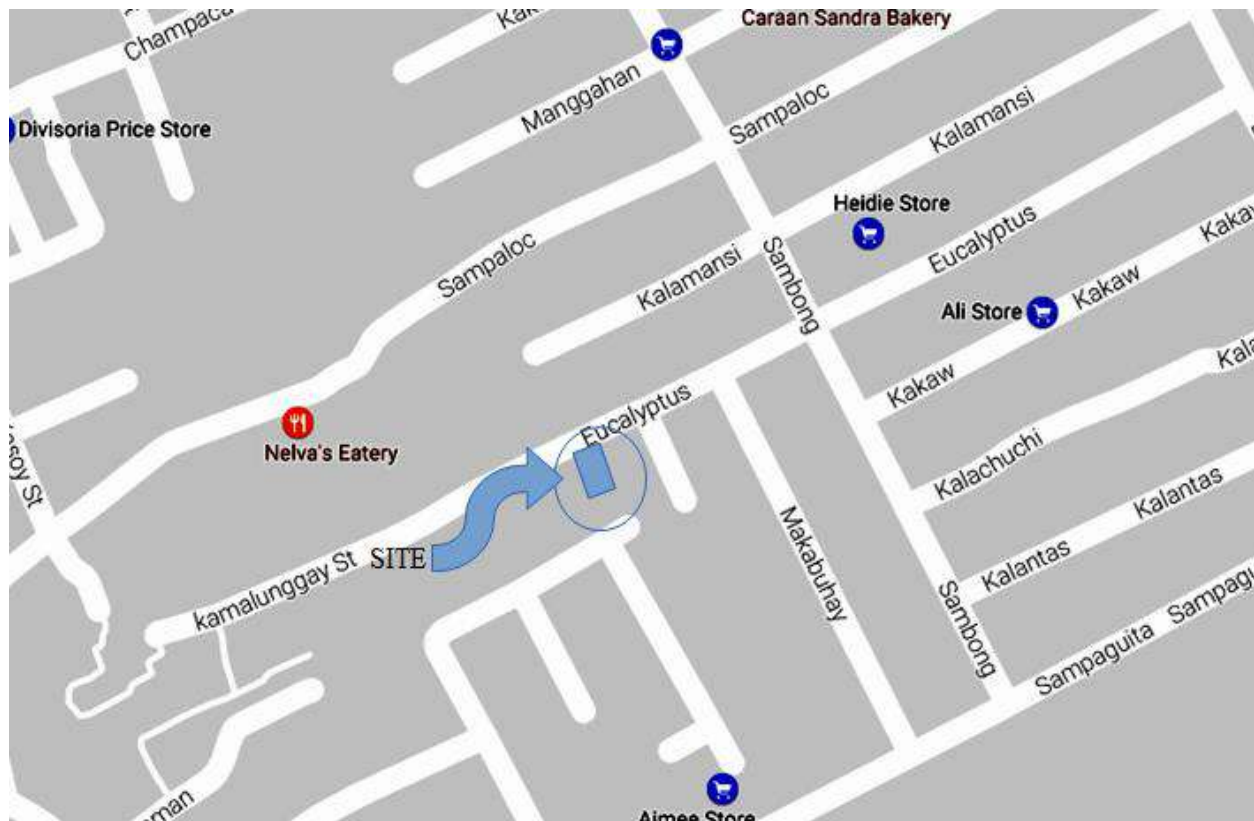 Caraan Sandra Bakery
Champaca
Manggahan
Sampaloc
Kalamansi
Divisoria Price Store
Heidie Store
Sampaloc
Kalamansi
Sambong
Eucalyptus
Kakaw
Ali Store
Kakaw
Eucalyptus
Kakaw
Nelva's Eatery
Kalachuchi
Kalantas
SITE
kamalunggay St
Makabuhay
Kalantas
Sambong
Sampaguita
Aimee Store